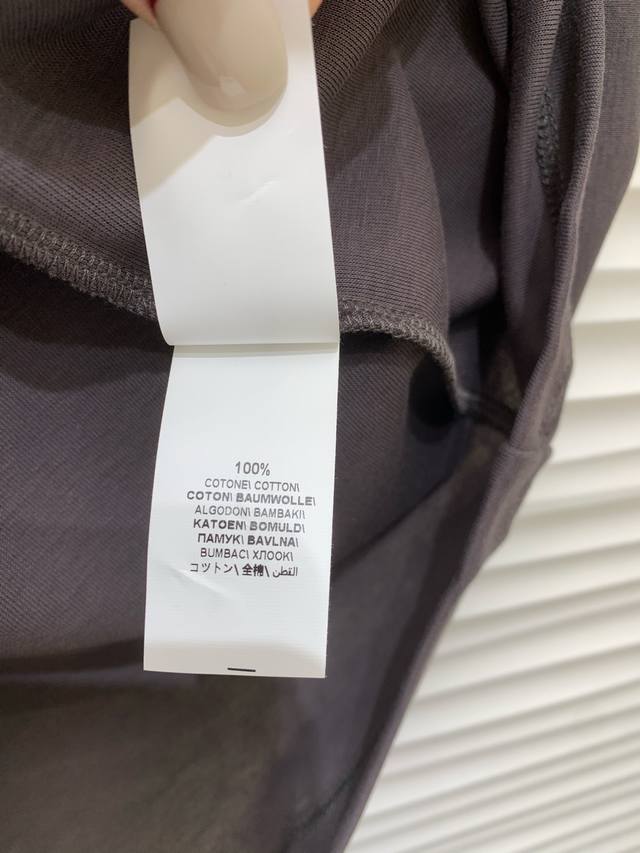 100%
COTONE\ COTTON\
COTON\ BAUMWOLLE\
ALGODON\ BAMBAKI\
KATOEN\ BOMULD\
ПАМУК\ BAVLNA\
BUMBAC\ ХЛООК\
コットン\ 全棉\ القطن\